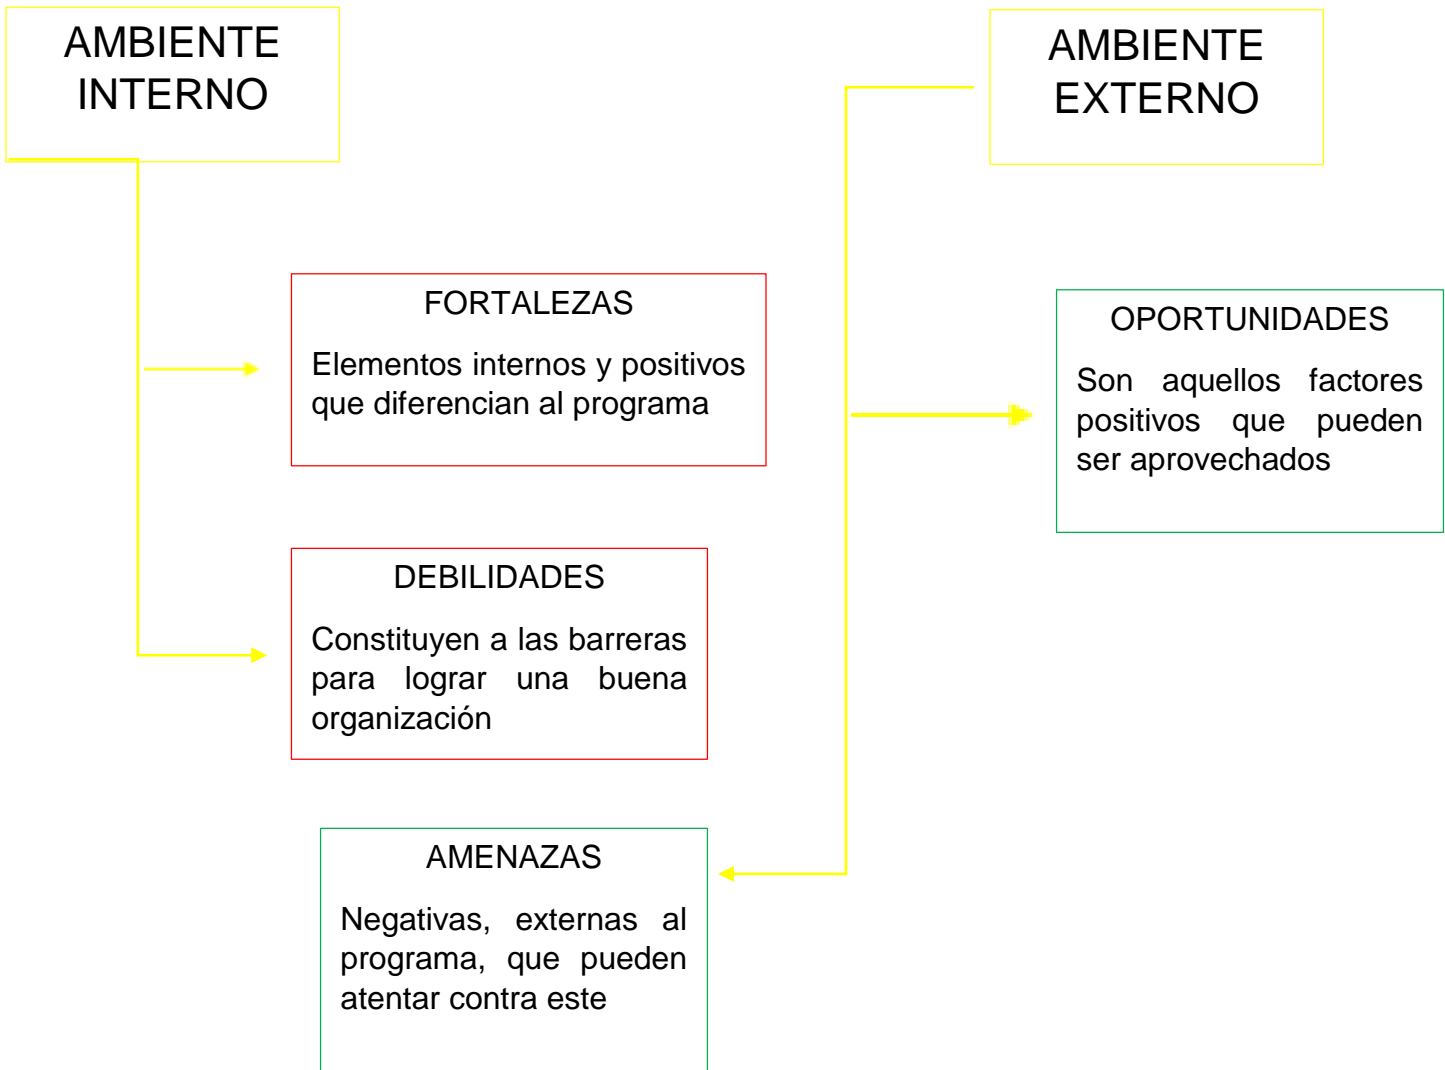 AMBIENTE
INTERNO
AMBIENTE
EXTERNO
FORTALEZAS
Elementos internos y positivos
que diferencian al programa
OPORTUNIDADES
Son aquellos factores
positivos que pueden
ser aprovechados
DEBILIDADES
Constituyen a las barreras
para lograr una buena
organización
AMENAZAS
Negativas, externas al
programa, que pueden
atentar contra este